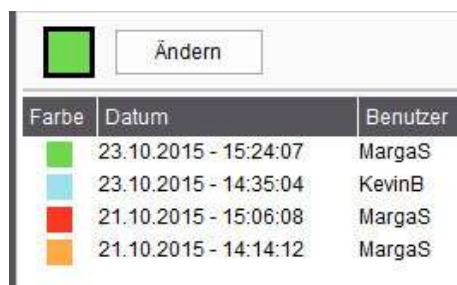 Ändern
Farbe Datum Benutzer
23.10.2015 - 15:24:07 MargaS
23.10.2015 - 14:35:04 KevinB
21.10.2015 - 15:06:08 MargaS
21.10.2015 - 14:14:12 MargaS